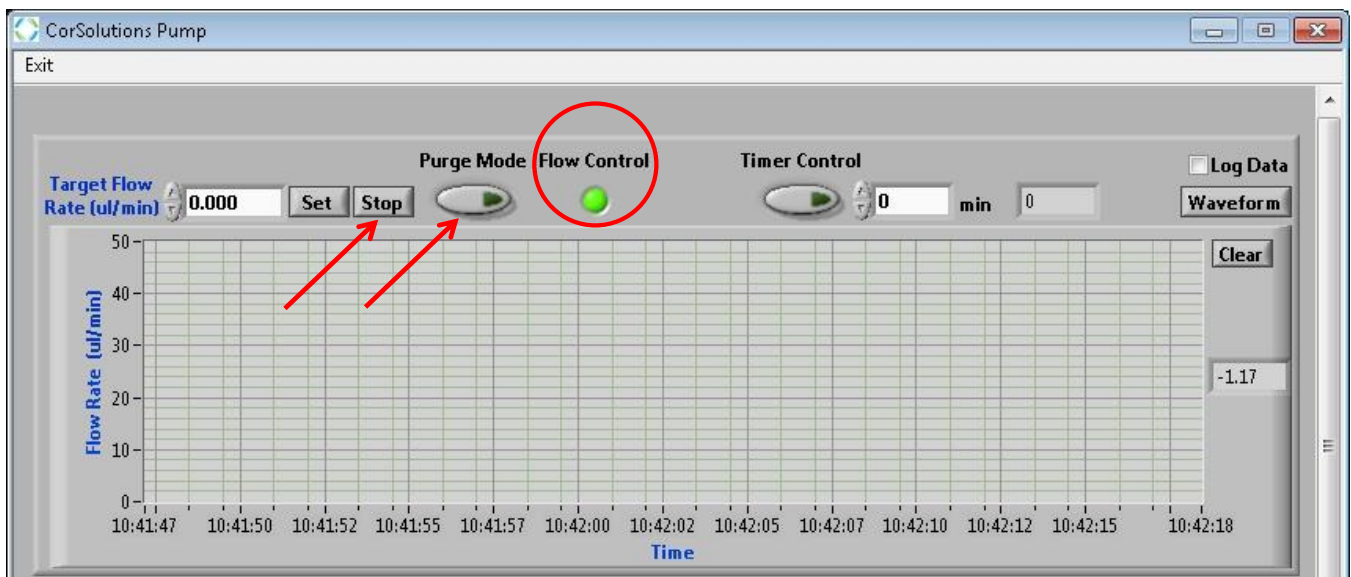 CorSolutions Pump
Exit
Purge Mode Flow Control Timer Control Log Data
Target Flow
Rate (ul/min) 0.000 Set Stop 0 min 0 Waveform
Clear
50
40
30
20
10
0
Flow Rate (ul/min)
-1.17
10:41:47 10:41:50 10:41:52 10:41:55 10:41:57 10:42:00 10:42:02 10:42:05 10:42:07 10:42:10 10:42:12 10:42:15 10:42:18
Time